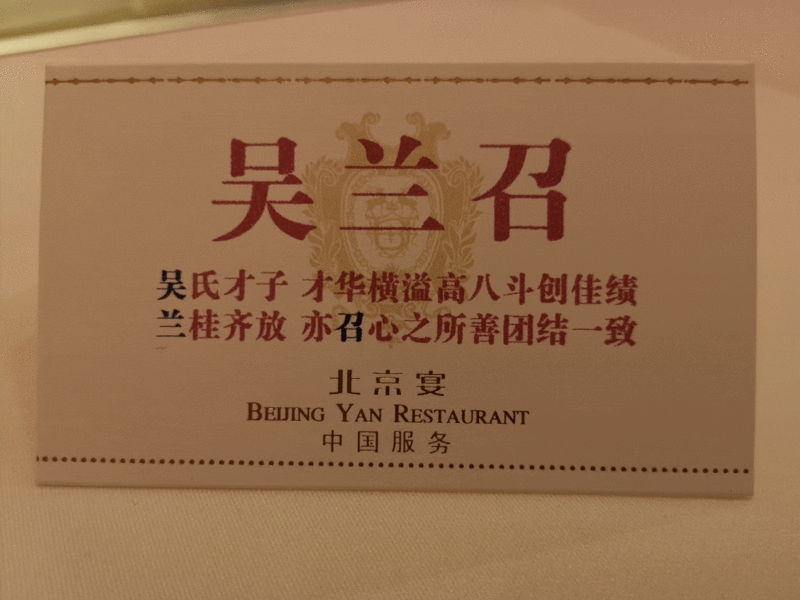 吴兰召
吴氏才子 才华横溢高八斗创佳绩
兰桂齐放 亦召心之所善团结一致
北京宴
BEIJING YAN RESTAURANT
中国服务